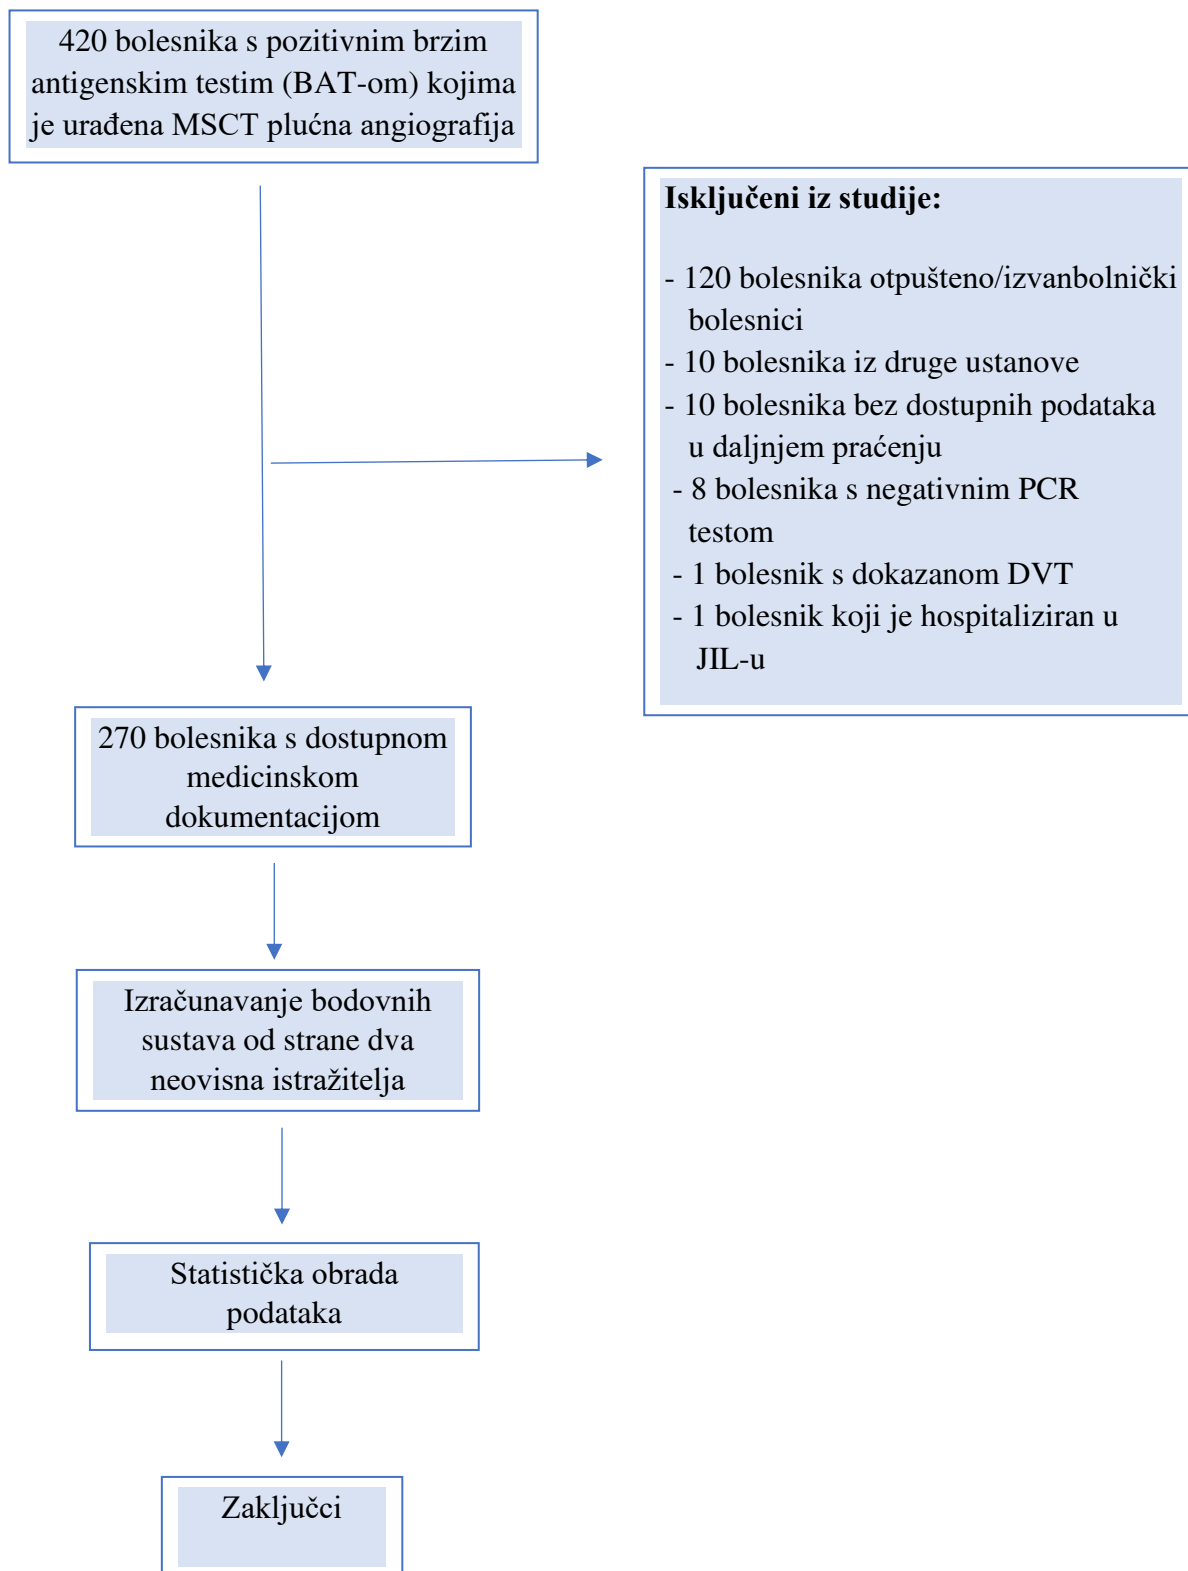 420 bolesnika s pozitivnim brzim
antigenskim testim (BAT-om) kojima
je urađena MSCT plućna angiografija
Isključeni iz studije:
- 120 bolesnika otpušteno/izvanbolnički
bolesnici
- 10 bolesnika iz druge ustanove
- 10 bolesnika bez dostupnih podataka
u daljnjem praćenju
- 8 bolesnika s negativnim PCR
testom
- 1 bolesnik s dokazanom DVT
- 1 bolesnik koji je hospitaliziran u
JIL-u
270 bolesnika s dostupnom
medicinskom
dokumentacijom
Izračunavanje bodovnih
sustava od strane dva
neovisna istražitelja
Statistička obrada
podataka
Zaključci